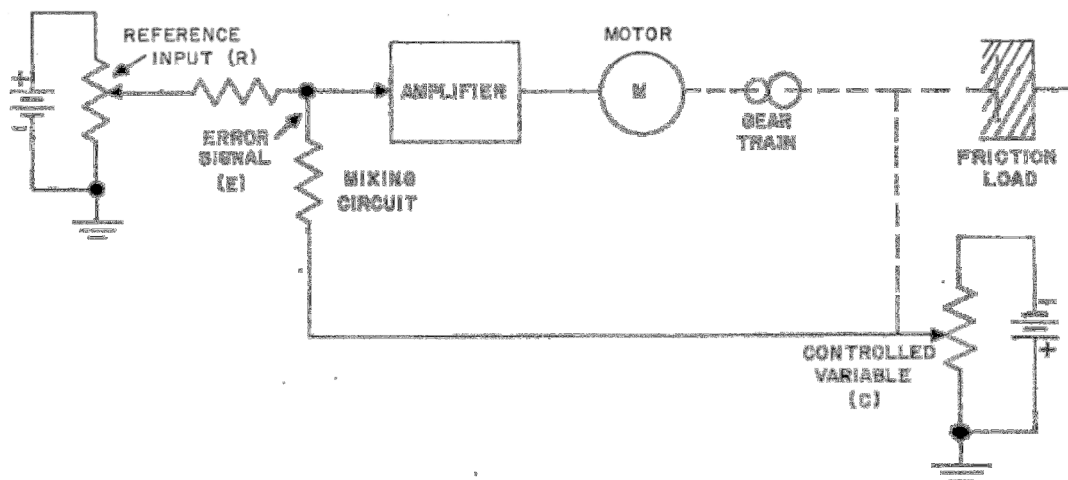 REFERENCE
INPUT (R)
+
-
ERROR
SIGNAL
(E)
MIXING
CIRCUIT
AMPLIFIER
MOTOR
M
GEAR
TRAIN
FRICTION
LOAD
CONTROLLED
VARIABLE
(C)
-
+